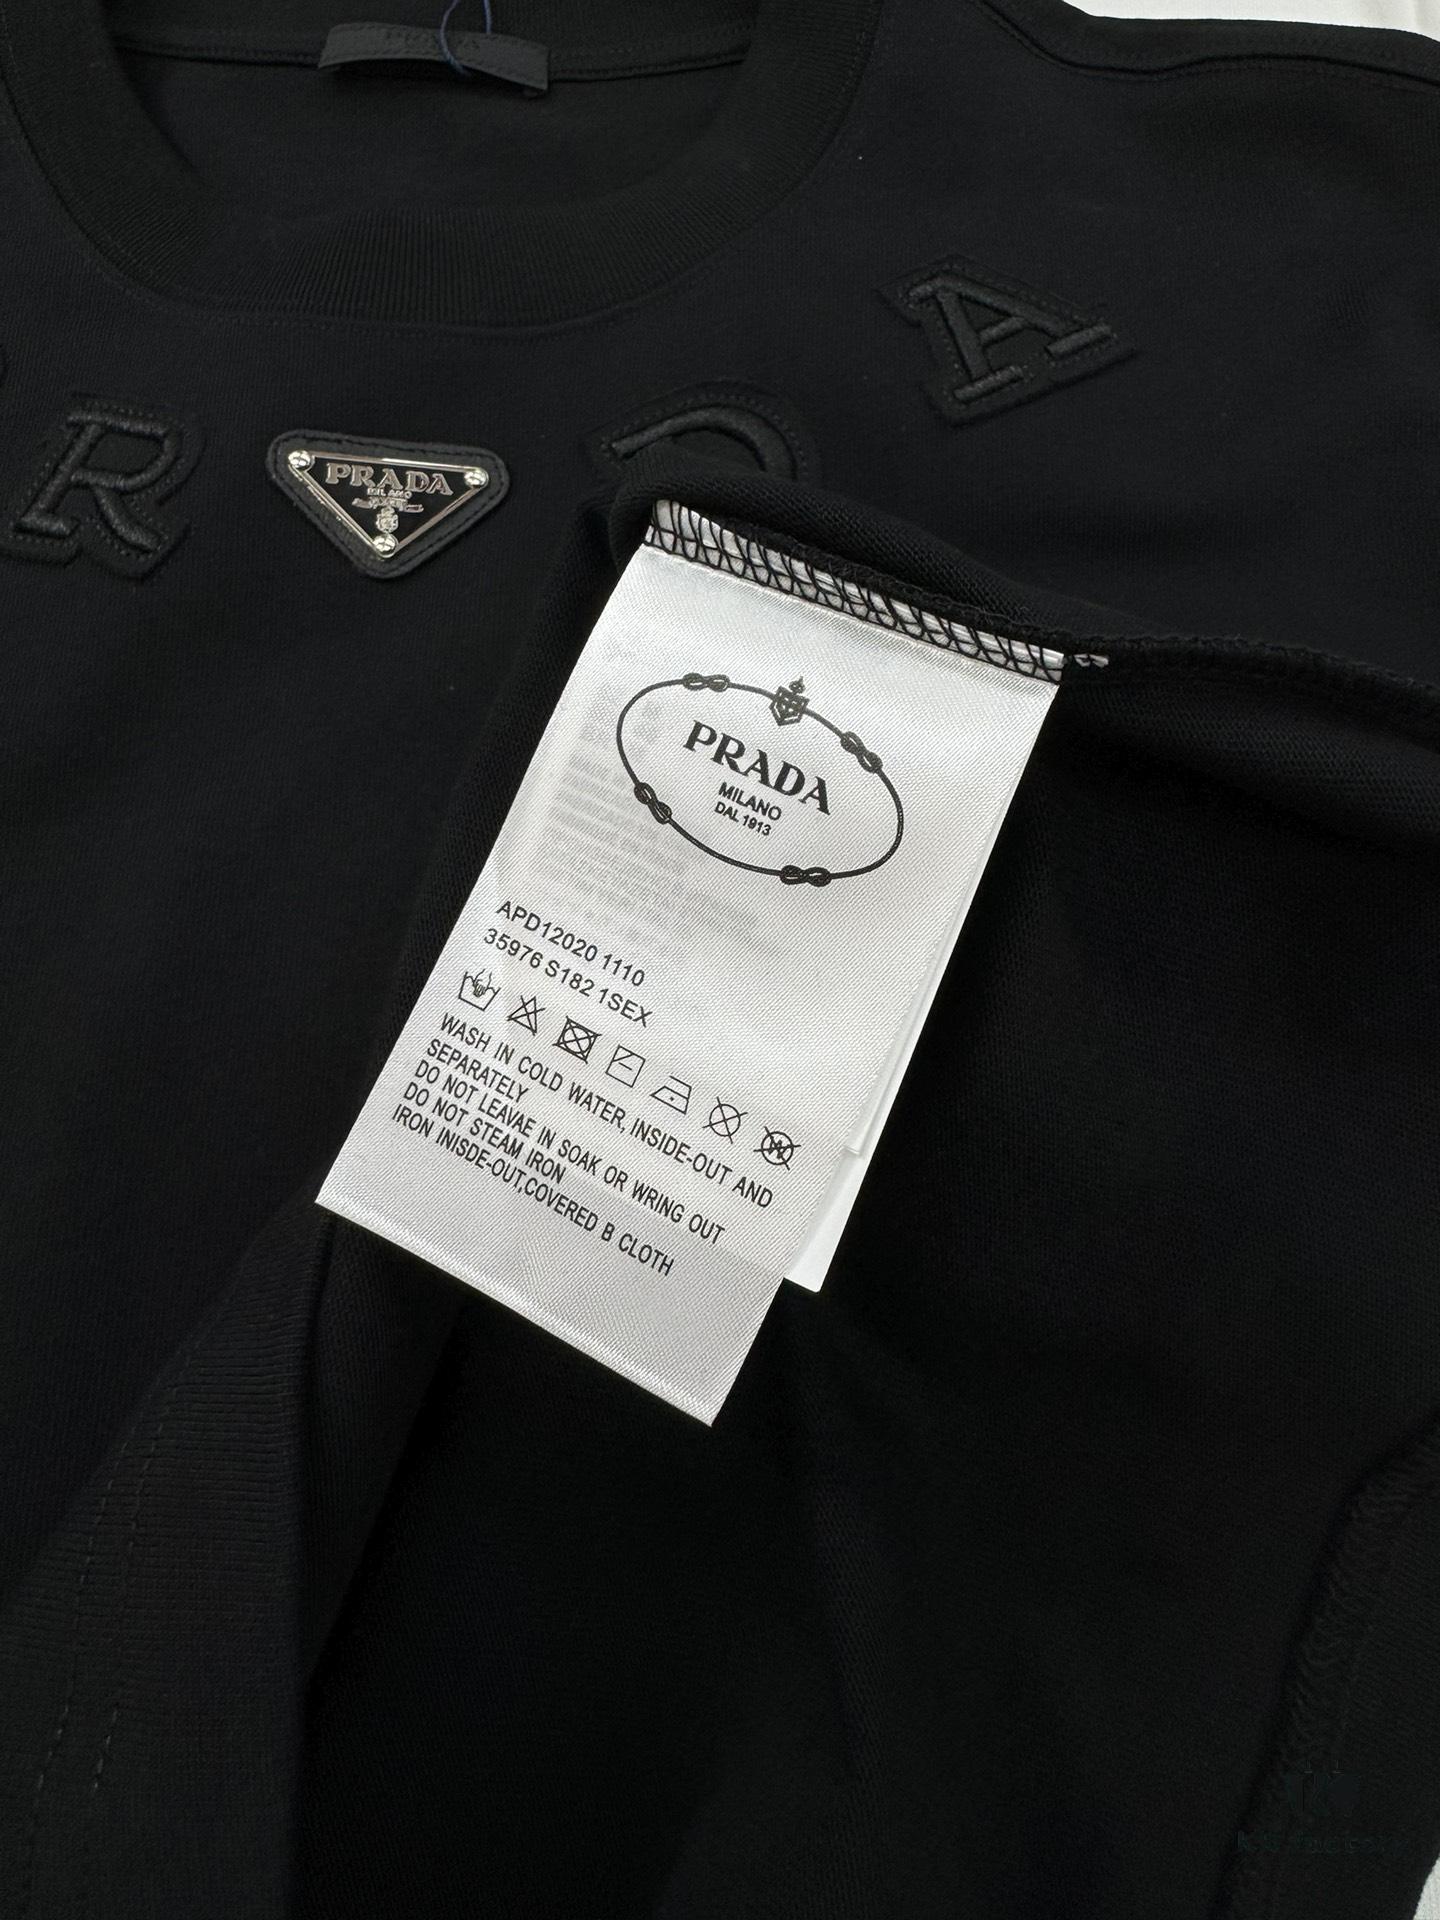 PRADA
A
R
PRADA
MILANO
D
PRADA
MILANO
DAL 1913
APD12020 1110
35976 S182 1SEX
WASH IN COLD WATER, INSIDE-OUT AND
SEPARATELY
DO NOT LEAVAE IN SOAK OR WRING OUT
DO NOT STEAM IRON
IRON INISDE-OUT,COVERED B CLOTH